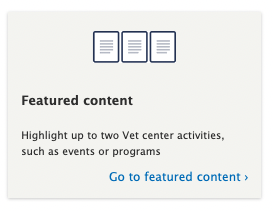 Featured content
Highlight up to two Vet center activities,
such as events or programs
Go to featured content ›